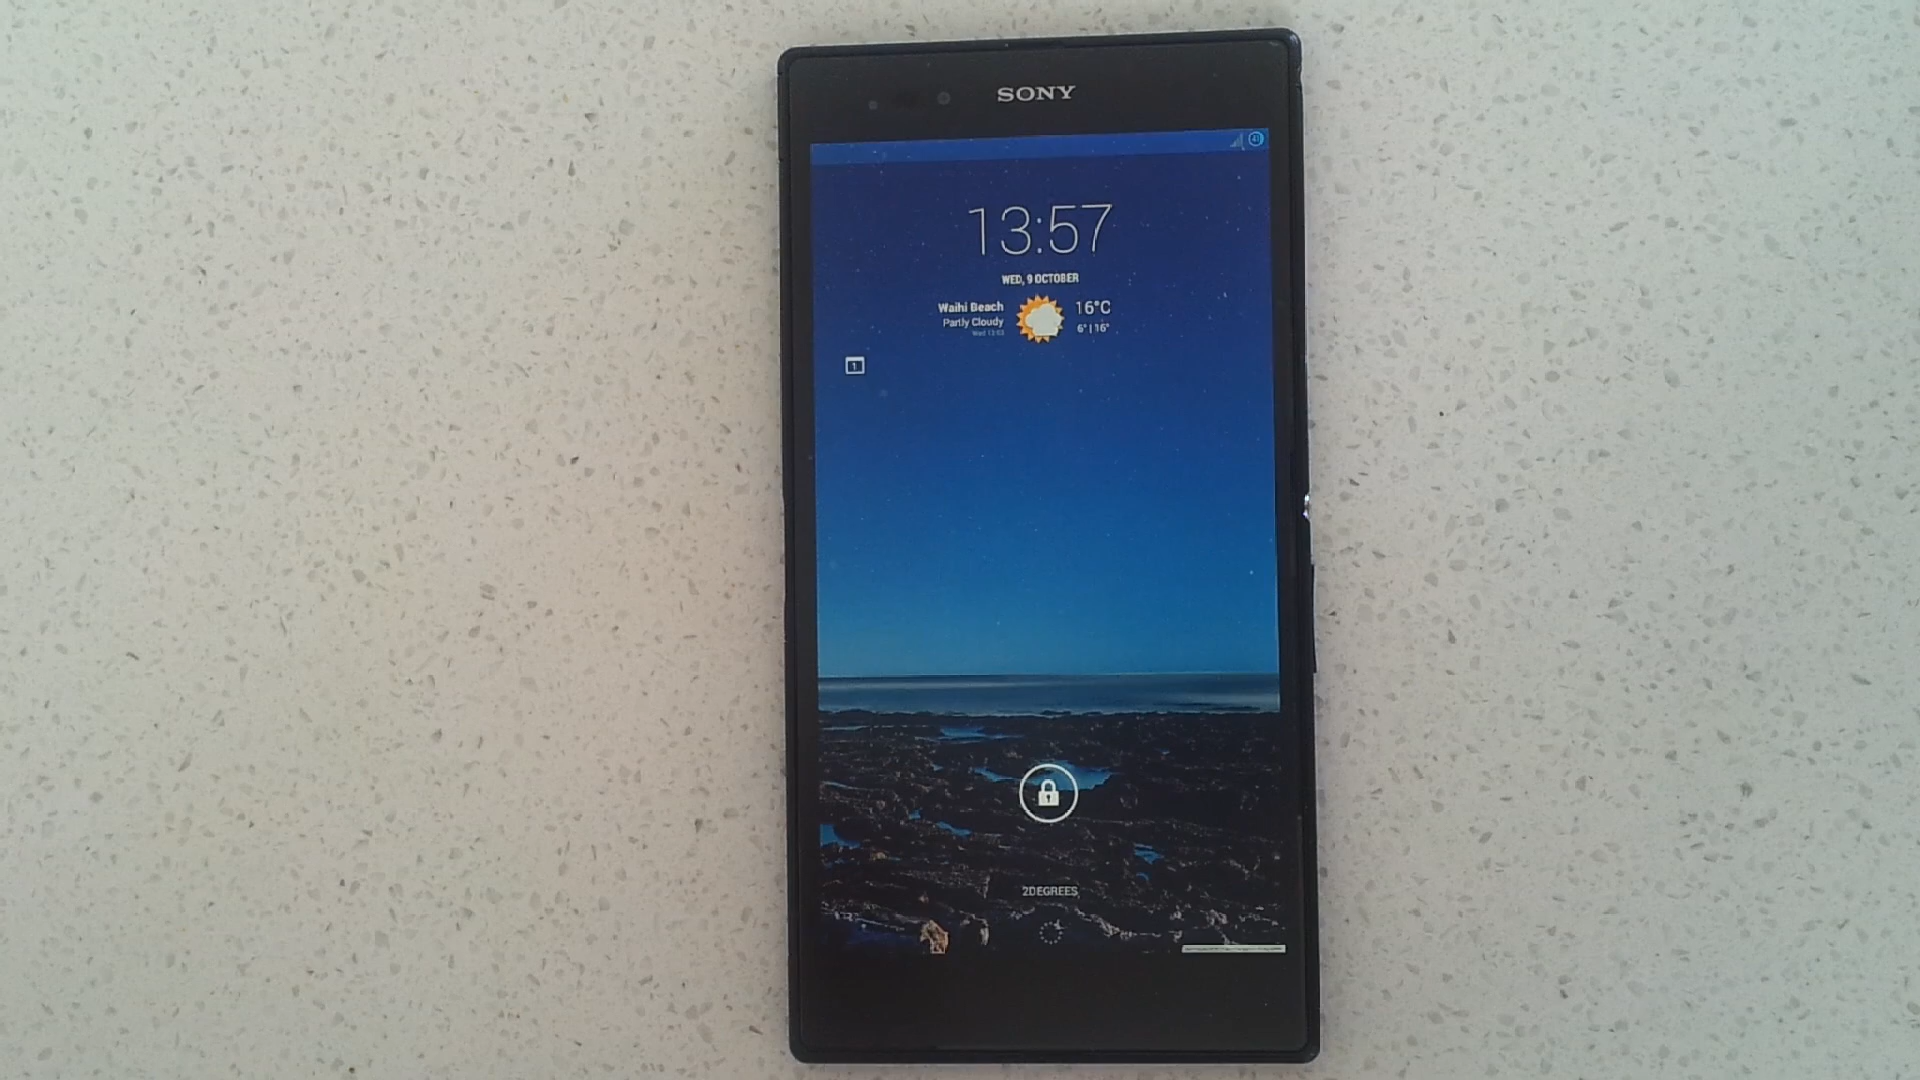 SONY
13:57
WED, 9 OCTOBER
Waihi Beach
Partly Cloudy
16°C
6° | 16°
1
2DEGREES